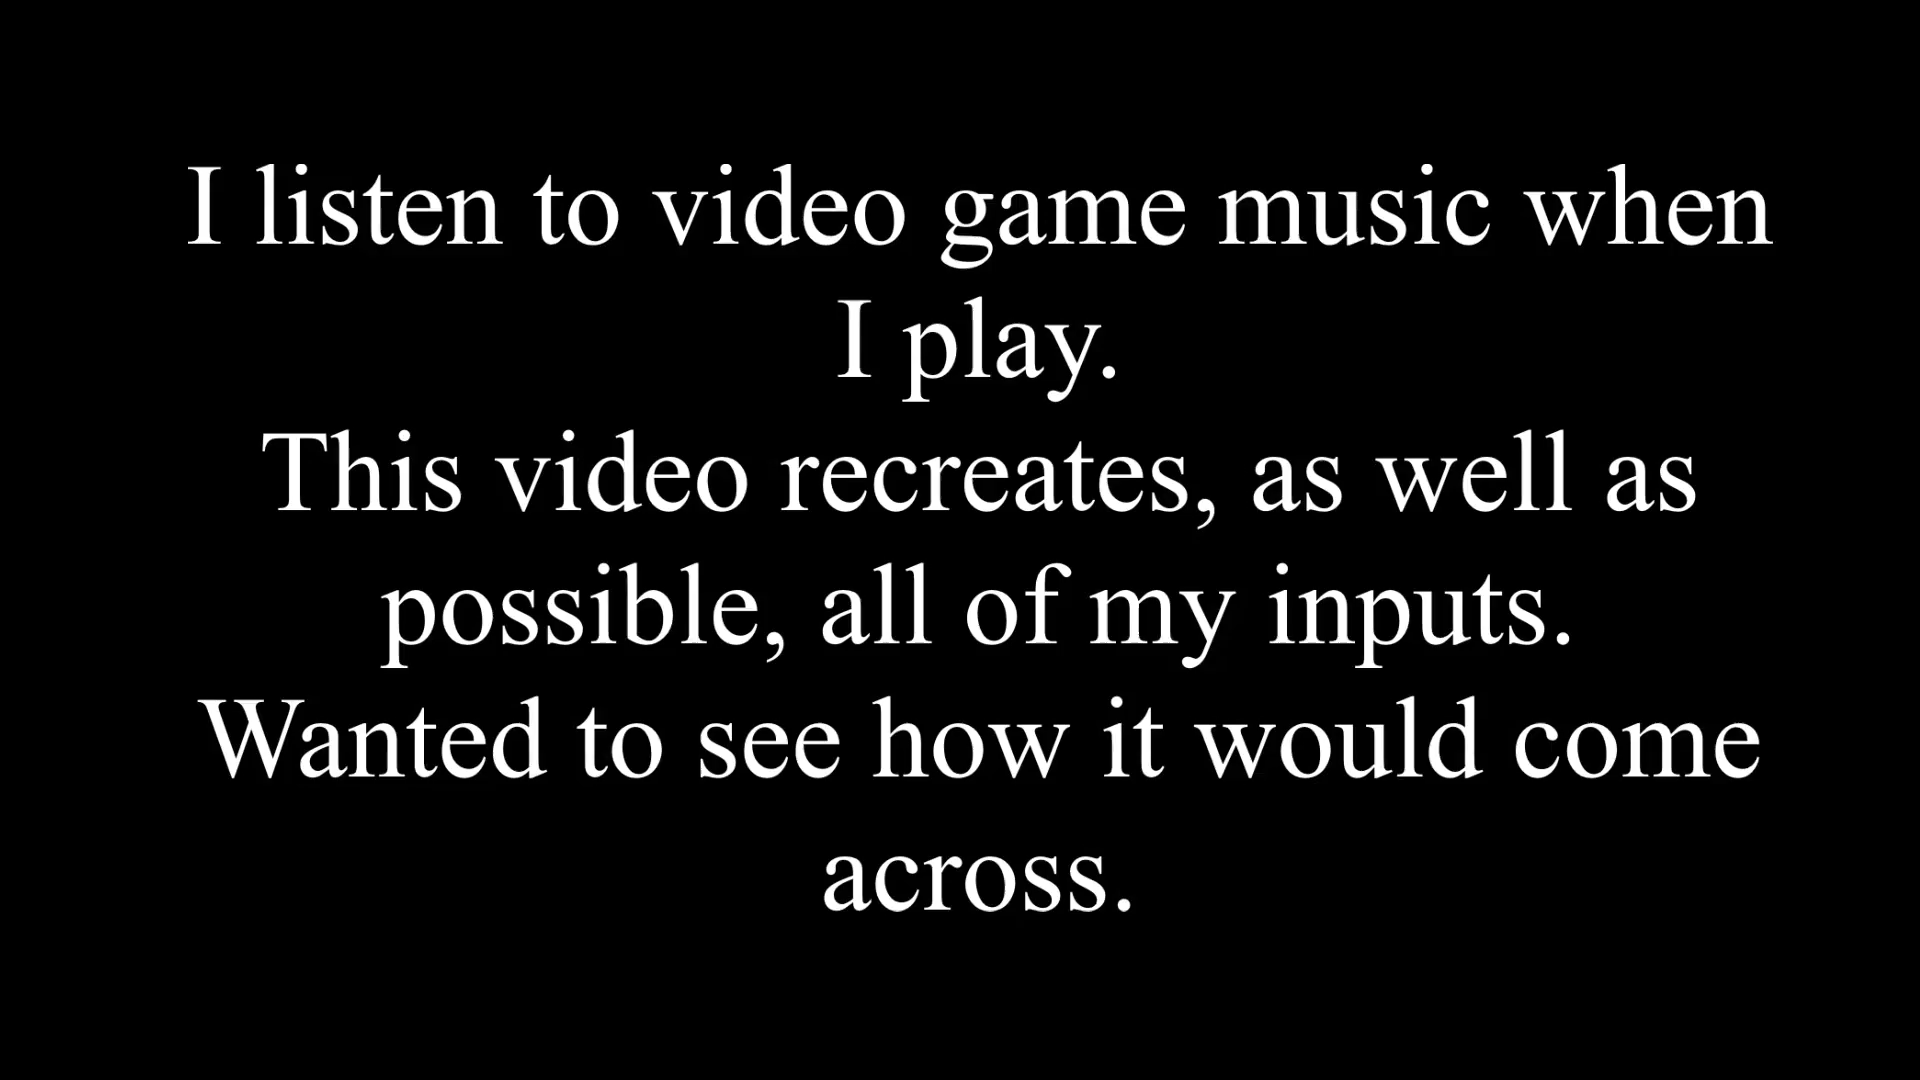 I listen to video game music when
I play.
This video recreates, as well as
possible, all of my inputs.
Wanted to see how it would come
across.